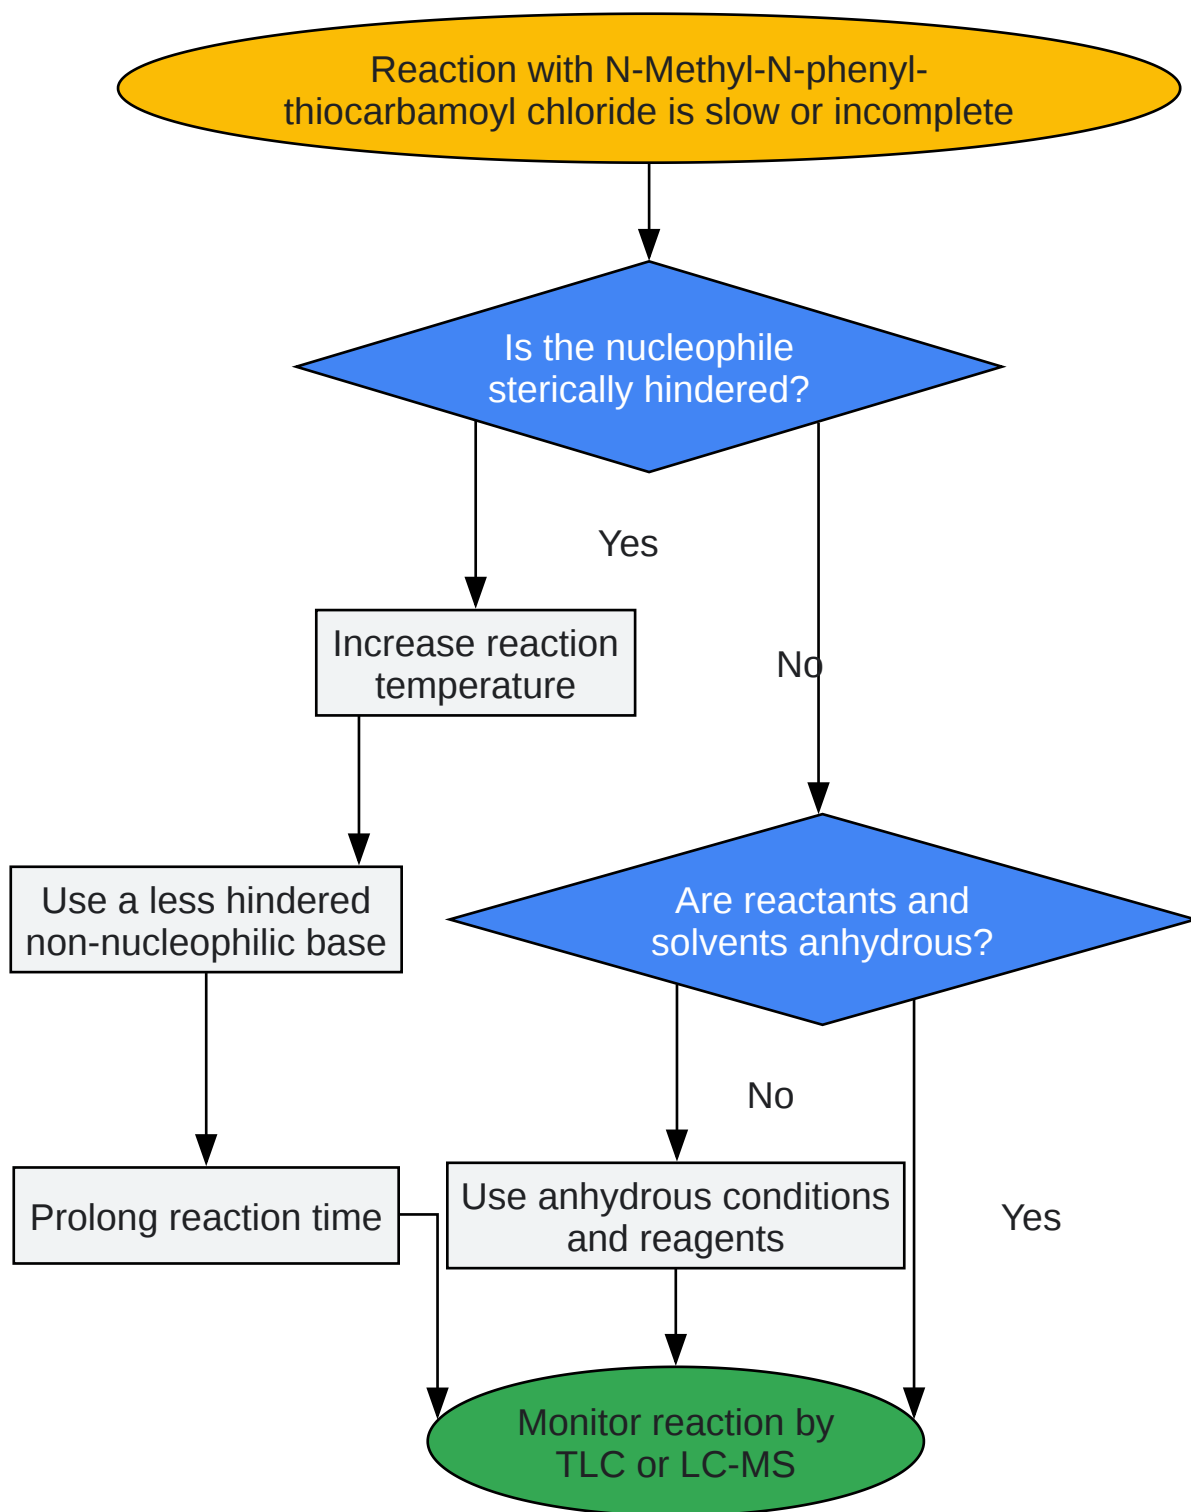 Reaction with N-Methyl-N-phenyl-
thiocarbamoyl chloride is slow or incomplete
Is the nucleophile
sterically hindered?
Yes
Increase reaction
temperature
No
Use a less hindered
non-nucleophilic base
Are reactants and
solvents anhydrous?
No
Prolong reaction time
Use anhydrous conditions
and reagents
Yes
Monitor reaction by
TLC or LC-MS